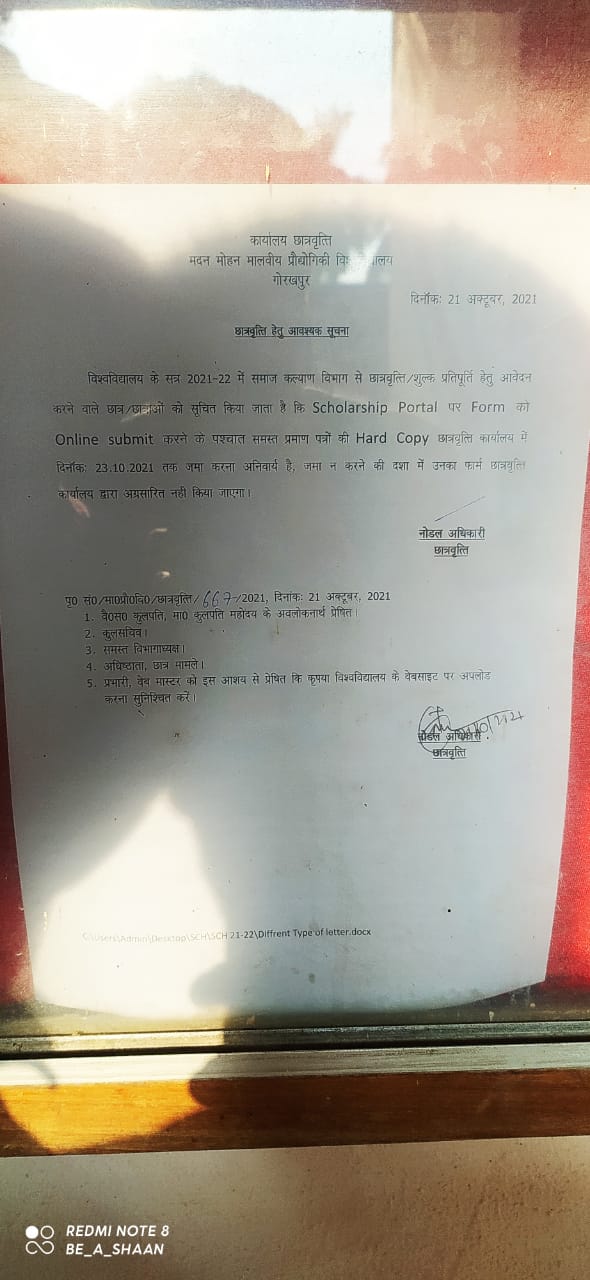 कार्यालय छात्रवृत्ति
मदन मोहन मालवीय प्रौद्योगिकी
गोरखपुर
दिनॉकः 21 अक्टूबर, 2021
छात्रवृत्ति हेतु आवश्यक सूचना
विश्वविद्यालय के सत्र 2021-22 में समाज कल्याण विभाग से छात्रवृत्ति/शुल्क प्रतिपूर्ति हेतु आवेदन
करने वाले छात्र/छात्राओं को सूचित किया जाता है कि Scholarship Portal पर Form को
Online submit करने के पश्चात समस्त प्रमाण पत्रों की Hard Copy छात्रवृत्ति कार्यालय में
दिनॉकः 23.10.2021 तक जमा करना अनिवार्य है, जमा न करने की दशा में उनका फार्म छात्रवृत्ति
कार्यालय द्वारा अग्रसारित नही किया जाएगा।
नोडल अधिकारी
छात्रवृत्ति
पृ0 सं0/मा0प्रौ0वि0/छात्रवृत्ति/667/2021, दिनांकः 21 अक्टूबर, 2021
1. वै0स0 कुलपति, मा0 कुलपति महोदय के अवलोकनार्थ प्रेषित।
2. कुलसचिव।
3. समस्त विभागाध्यक्ष।
4. अधिष्ठाता, छात्र मामले।
5. प्रभारी, वेब मास्टर को इस आशय से प्रेषित कि कृपया विश्वविद्यालय के वेबसाइट पर अपलोड
करना सुनिश्चित करें।
नोडल अधिकारी
छात्रवृत्ति
C:\Users\Admin\Desktop\SCH\SCH 21-22\Diffrent Type of letter.docx
REDMI NOTE 8
BE_A_SHAAN